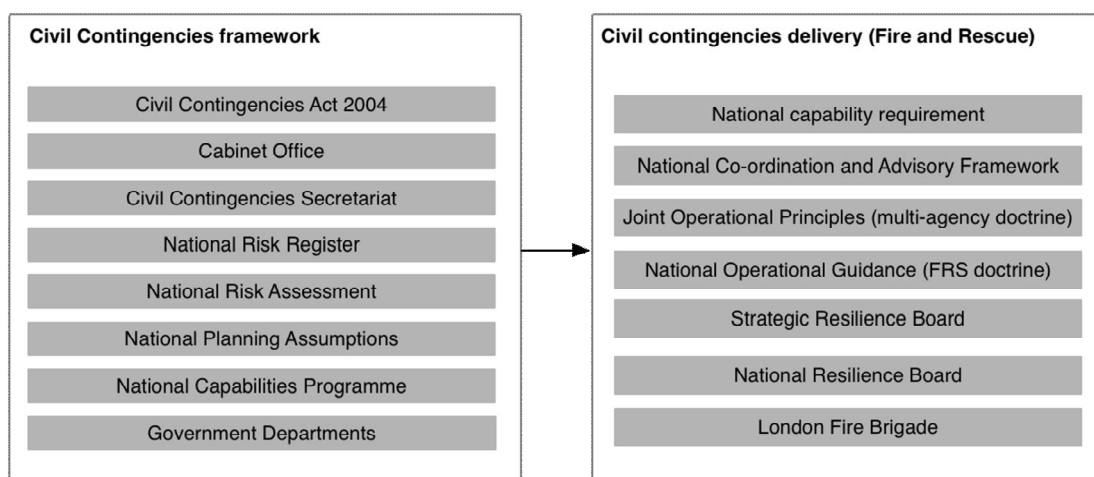 Civil Contingencies framework
Civil Contingencies Act 2004
Cabinet Office
Civil Contingencies Secretariat
National Risk Register
National Risk Assessment
National Planning Assumptions
National Capabilities Programme
Government Departments
Civil contingencies delivery (Fire and Rescue)
National capability requirement
National Co-ordination and Advisory Framework
Joint Operational Principles (multi-agency doctrine)
National Operational Guidance (FRS doctrine)
Strategic Resilience Board
National Resilience Board
London Fire Brigade